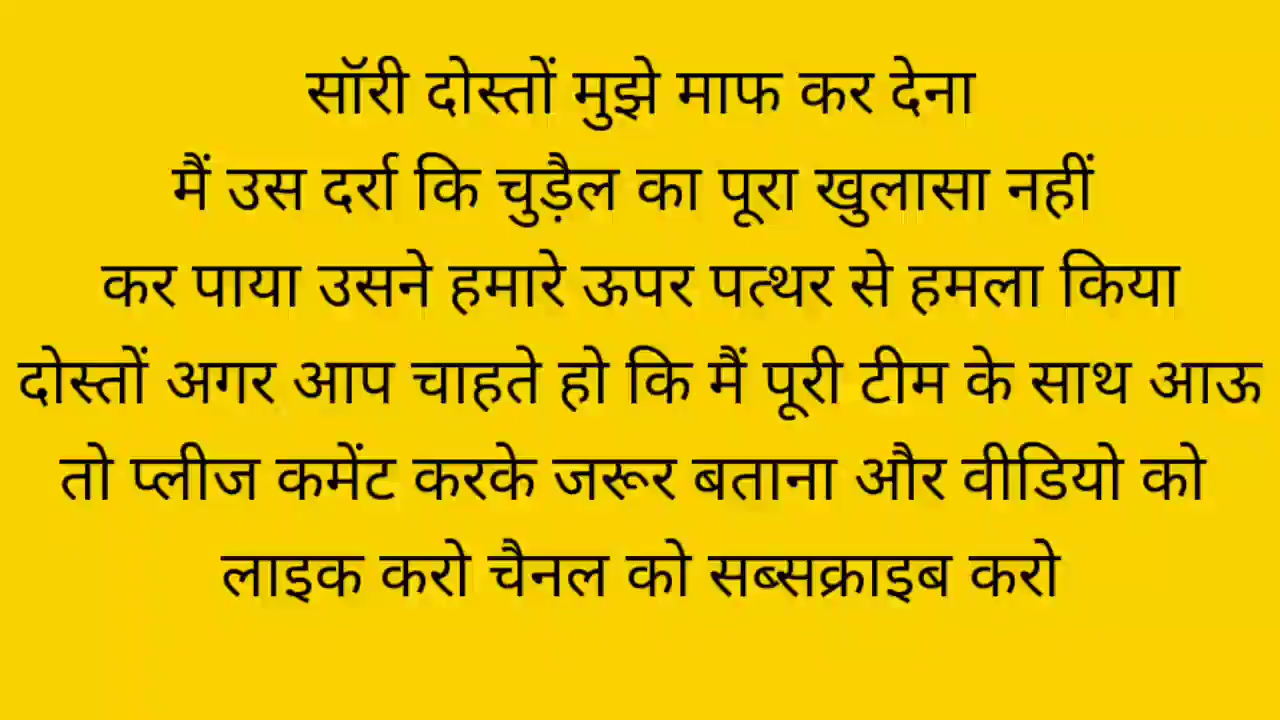 सॉरी दोस्तों मुझे माफ कर देना
मैं उस दर्रा कि चुड़ैल का पूरा खुलासा नहीं
कर पाया उसने हमारे ऊपर पत्थर से हमला किया
दोस्तों अगर आप चाहते हो कि मैं पूरी टीम के साथ आऊ
तो प्लीज कमेंट करके जरूर बताना और वीडियो को
लाइक करो चैनल को सब्सक्राइब करो